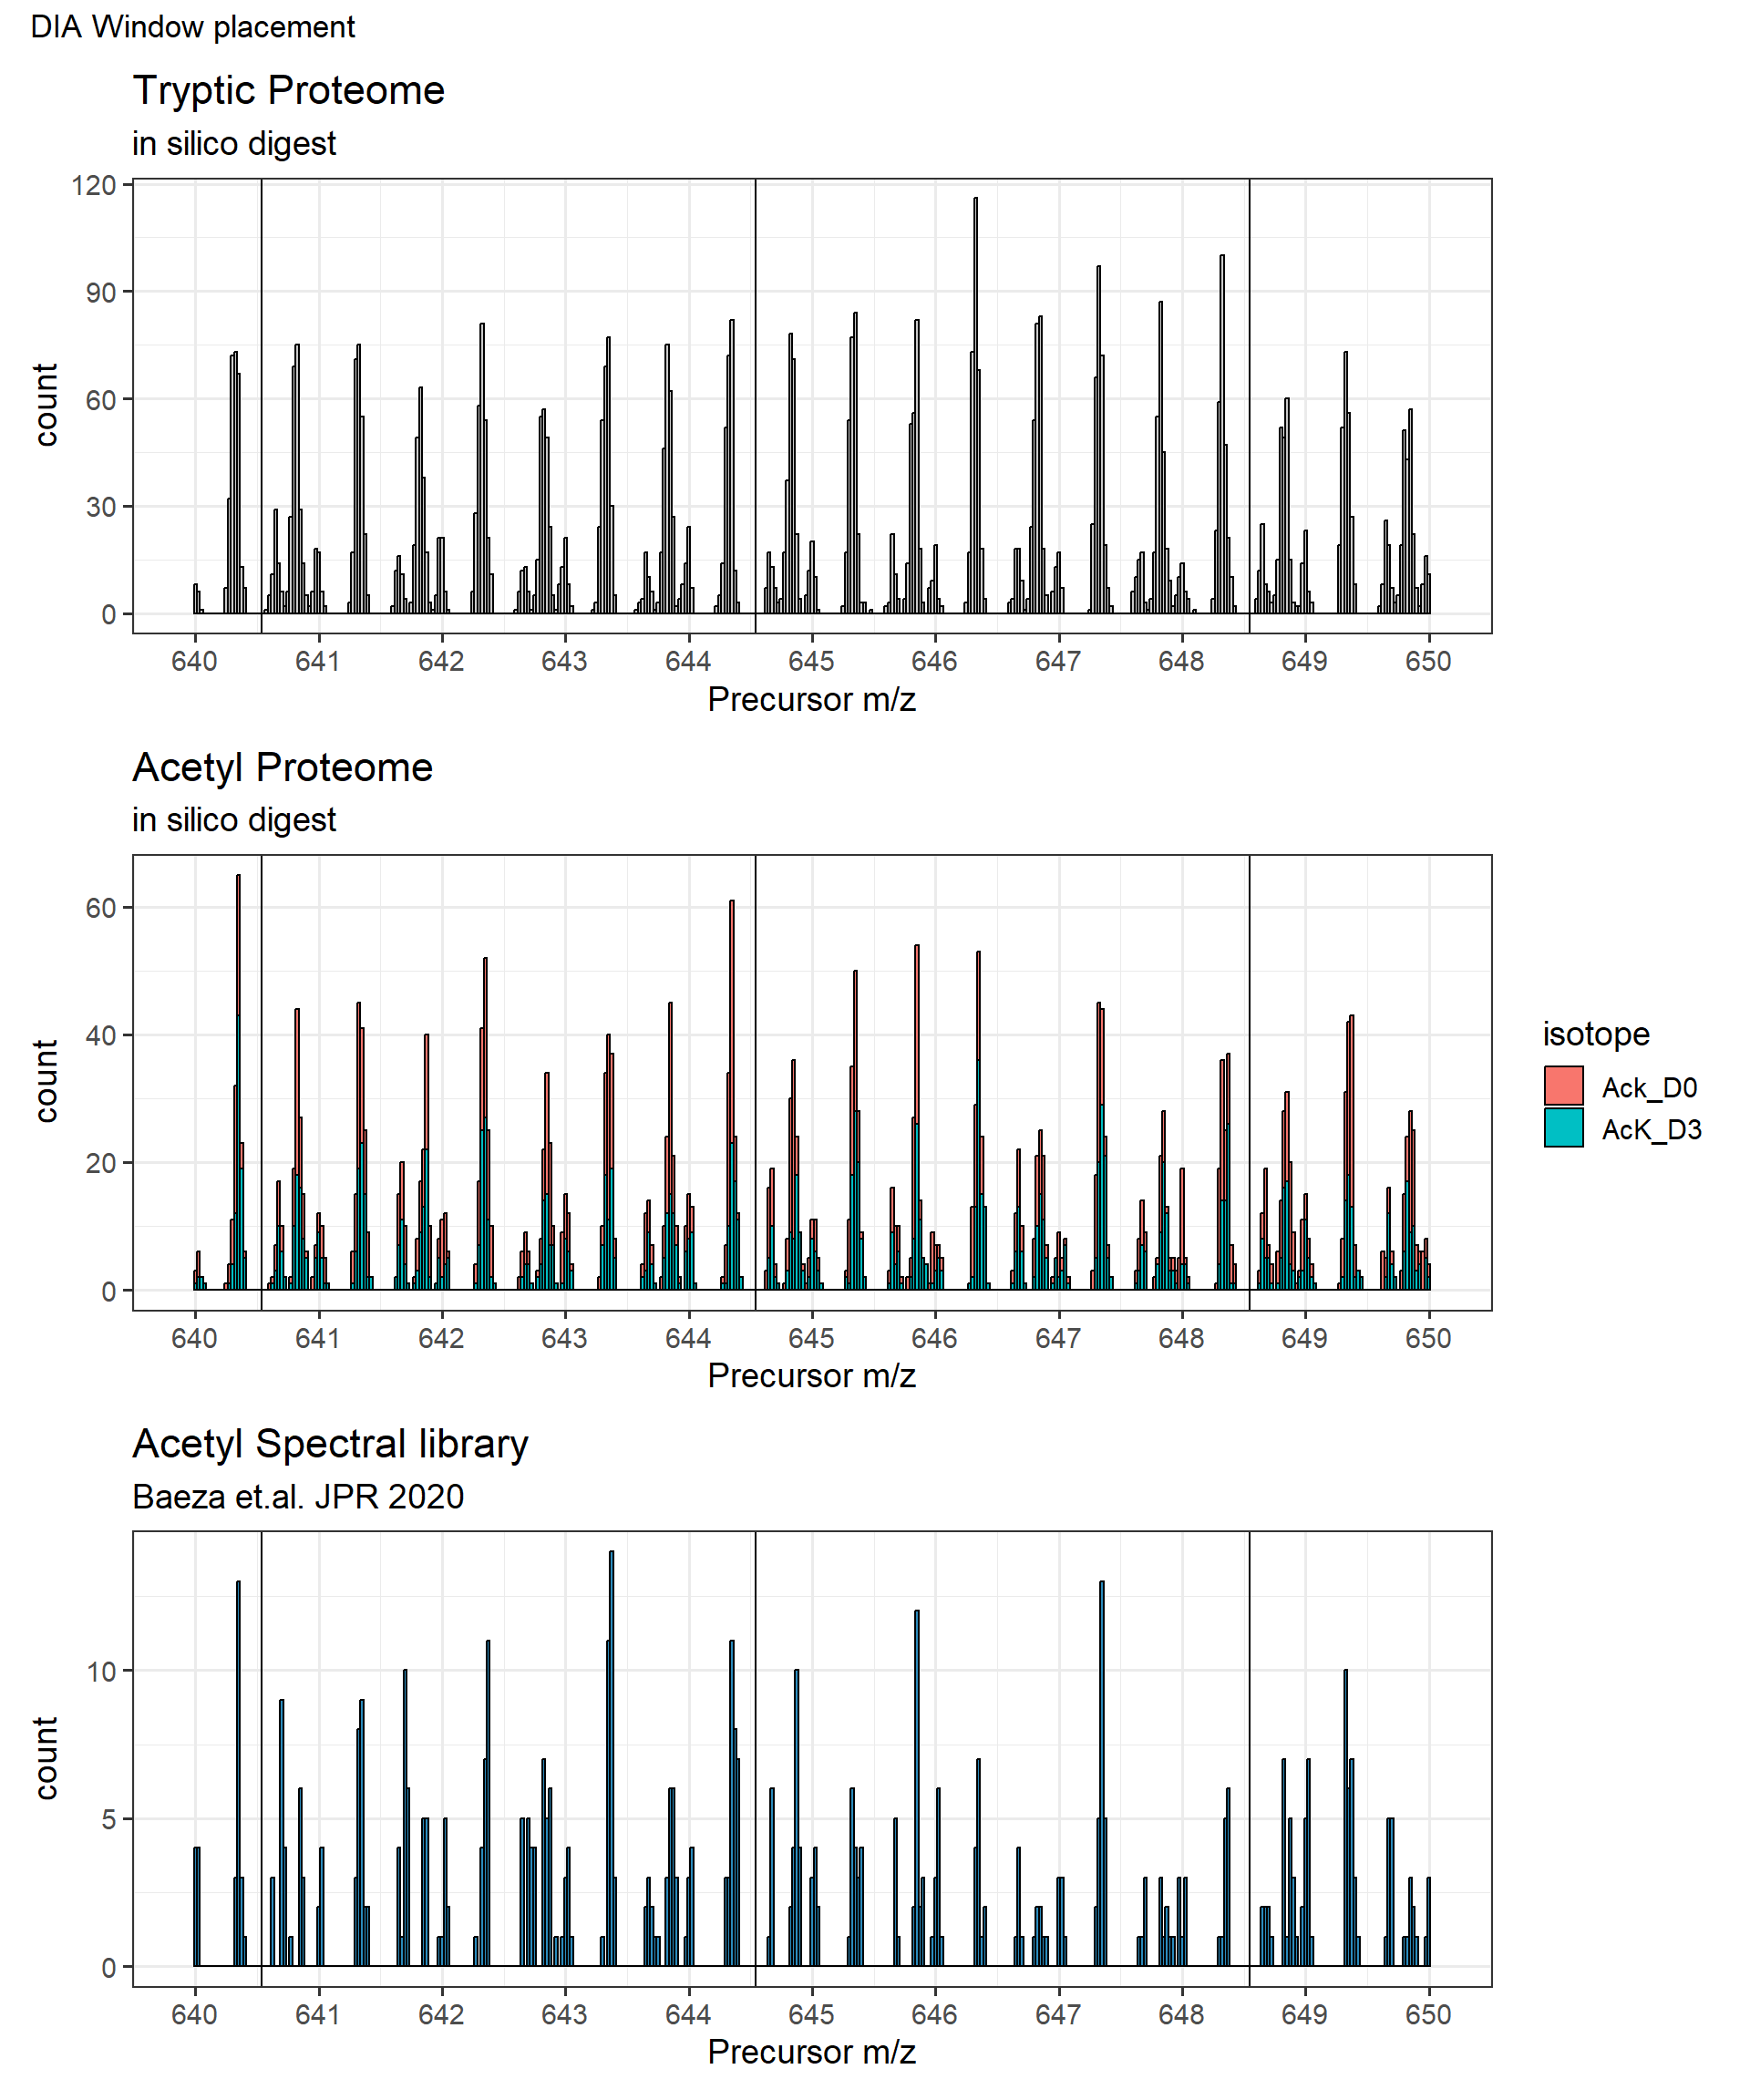 DIA Window placement
Tryptic Proteome
in silico digest
120
90
60
30
0
count
640 641 642 643 644 645 646 647 648 649 650
Precursor m/z
Acetyl Proteome
in silico digest
60
40
20
0
count
640 641 642 643 644 645 646 647 648 649 650
Precursor m/z
isotope
Ack_D0
AcK_D3
Acetyl Spectral library
Baeza et.al. JPR 2020
10
5
0
count
640 641 642 643 644 645 646 647 648 649 650
Precursor m/z